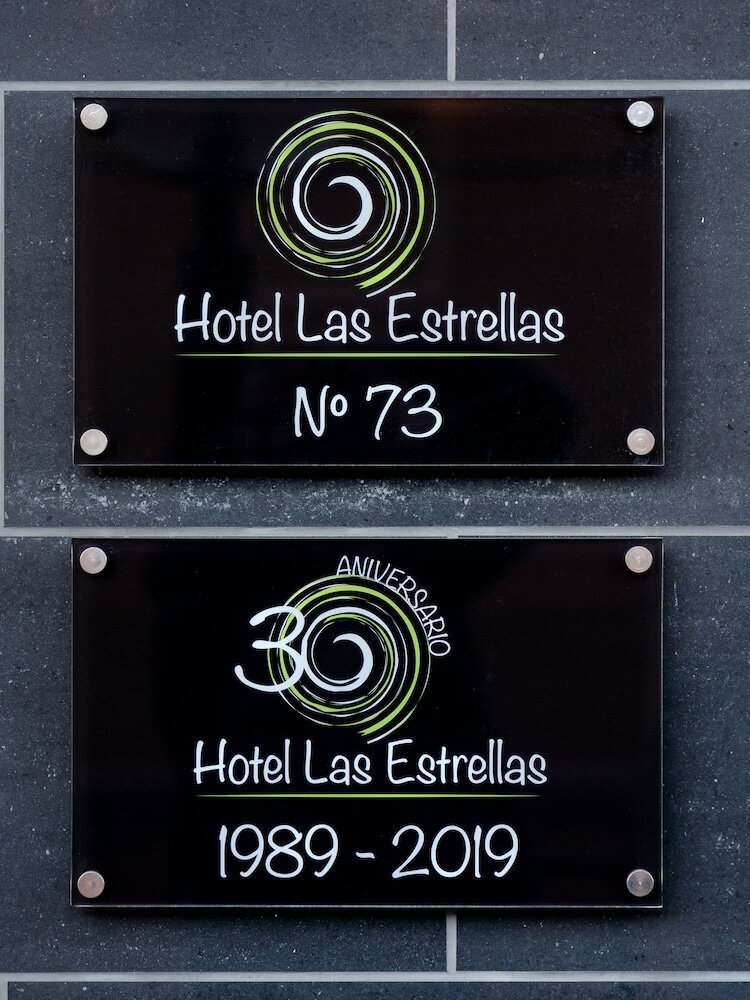 Hotel Las Estrellas
Nº 73
ANIVERSARIO
30
Hotel Las Estrellas
1989 - 2019